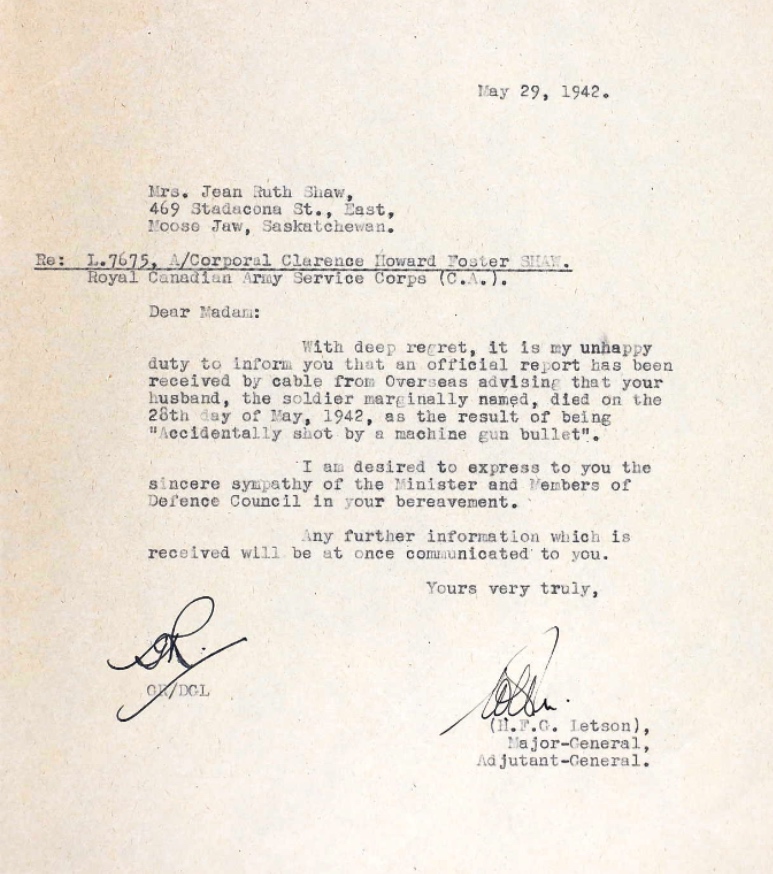 May 29, 1942.
Mrs. Jean Ruth Shaw,
469 Stadacona St., East,
Moose Jaw, Saskatchewan.
Re: L.7675, A/Corporal Clarence Howard Foster SHAW.
Royal Canadian Army Service Corps (C.A.).
Dear Madam:
With deep regret, it is my unhappy
duty to inform you that an official report has been
received by cable from Overseas advising that your
husband, the soldier marginally named, died on the
28th day of May, 1942, as the result of being
"Accidentally shot by a machine gun bullet".
I am desired to express to you the
sincere sympathy of the Minister and Members of
Defence Council in your bereavement.
Any further information which is
received will be at once communicated to you.
Yours very truly,
GR/DGL
(H.F.G. Letson),
Major-General,
Adjutant-General.